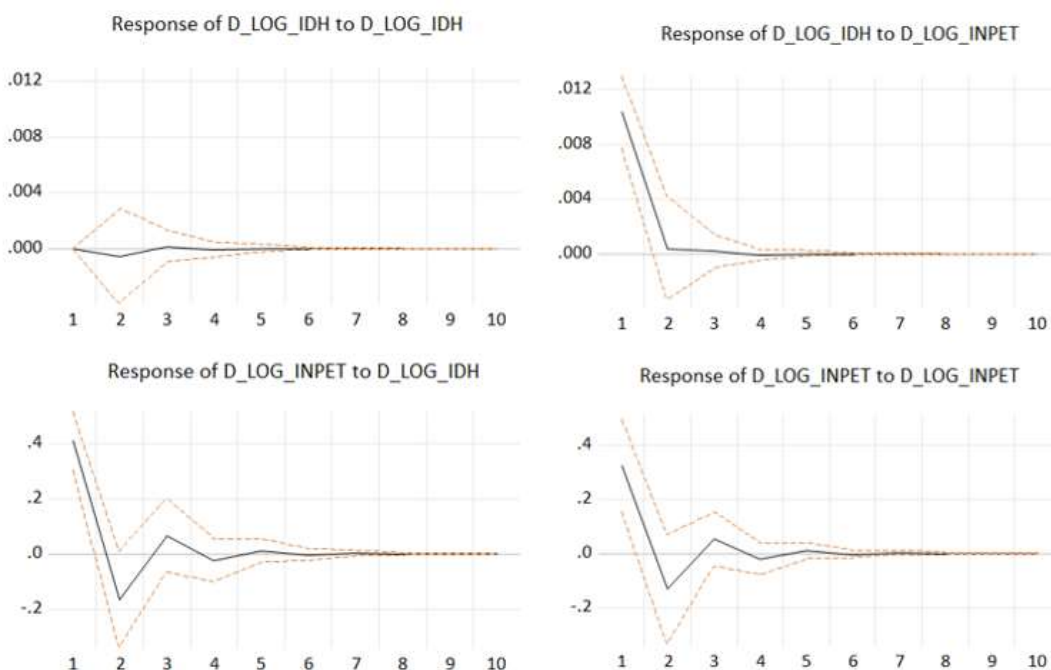 Response of D_LOG_IDH to D_LOG_IDH
.012
.008
.004
.000
1 2 3 4 5 6 7 8 9 10
Response of D_LOG_IDH to D_LOG_INPET
.012
.008
.004
.000
1 2 3 4 5 6 7 8 9 10
Response of D_LOG_INPET to D_LOG_IDH
.4
.2
.0
-.2
1 2 3 4 5 6 7 8 9 10
Response of D_LOG_INPET to D_LOG_INPET
.4
.2
.0
-.2
1 2 3 4 5 6 7 8 9 10